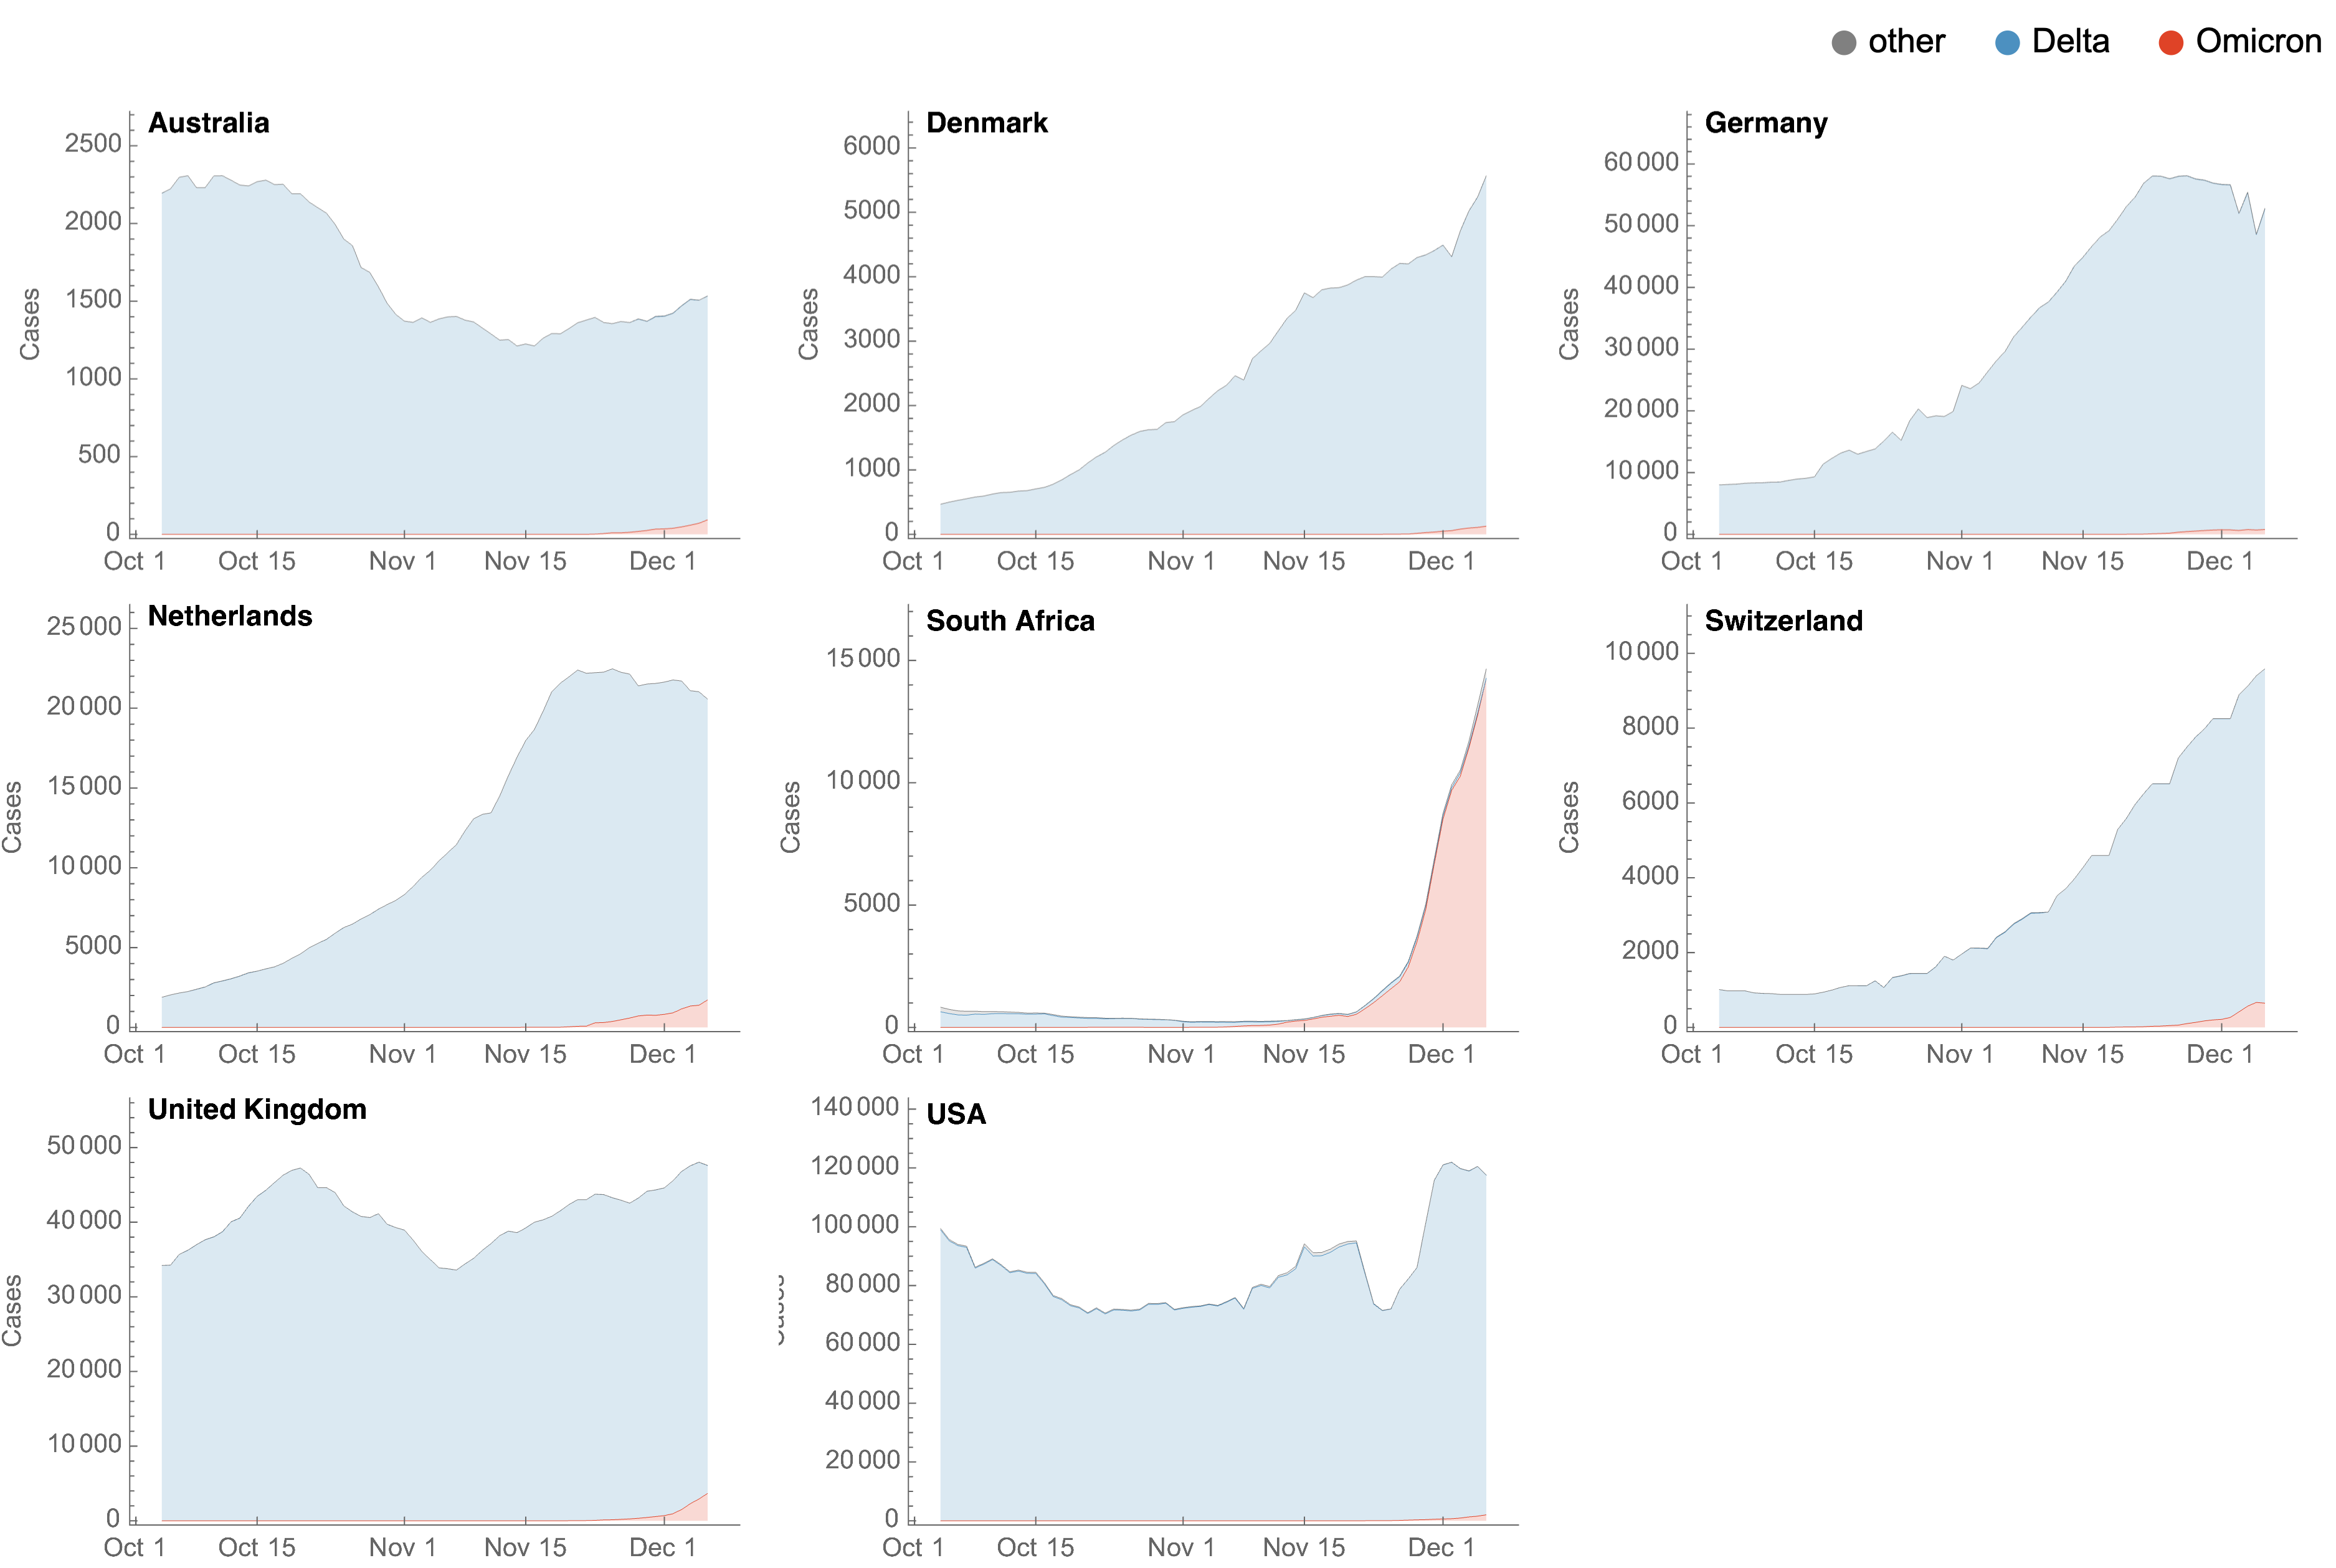 other Delta Omicron
Australia
Cases
2500
2000
1500
1000
500
0
Oct 1 Oct 15 Nov 1 Nov 15 Dec 1
Denmark
Cases
6000
5000
4000
3000
2000
1000
0
Oct 1 Oct 15 Nov 1 Nov 15 Dec 1
Germany
Cases
60 000
50 000
40 000
30 000
20 000
10 000
0
Oct 1 Oct 15 Nov 1 Nov 15 Dec 1
Netherlands
Cases
25 000
20 000
15 000
10 000
5000
0
Oct 1 Oct 15 Nov 1 Nov 15 Dec 1
South Africa
Cases
15 000
10 000
5000
0
Oct 1 Oct 15 Nov 1 Nov 15 Dec 1
Switzerland
Cases
10 000
8000
6000
4000
2000
0
Oct 1 Oct 15 Nov 1 Nov 15 Dec 1
United Kingdom
Cases
50 000
40 000
30 000
20 000
10 000
0
Oct 1 Oct 15 Nov 1 Nov 15 Dec 1
USA
Cases
140 000
120 000
100 000
80 000
60 000
40 000
20 000
0
Oct 1 Oct 15 Nov 1 Nov 15 Dec 1